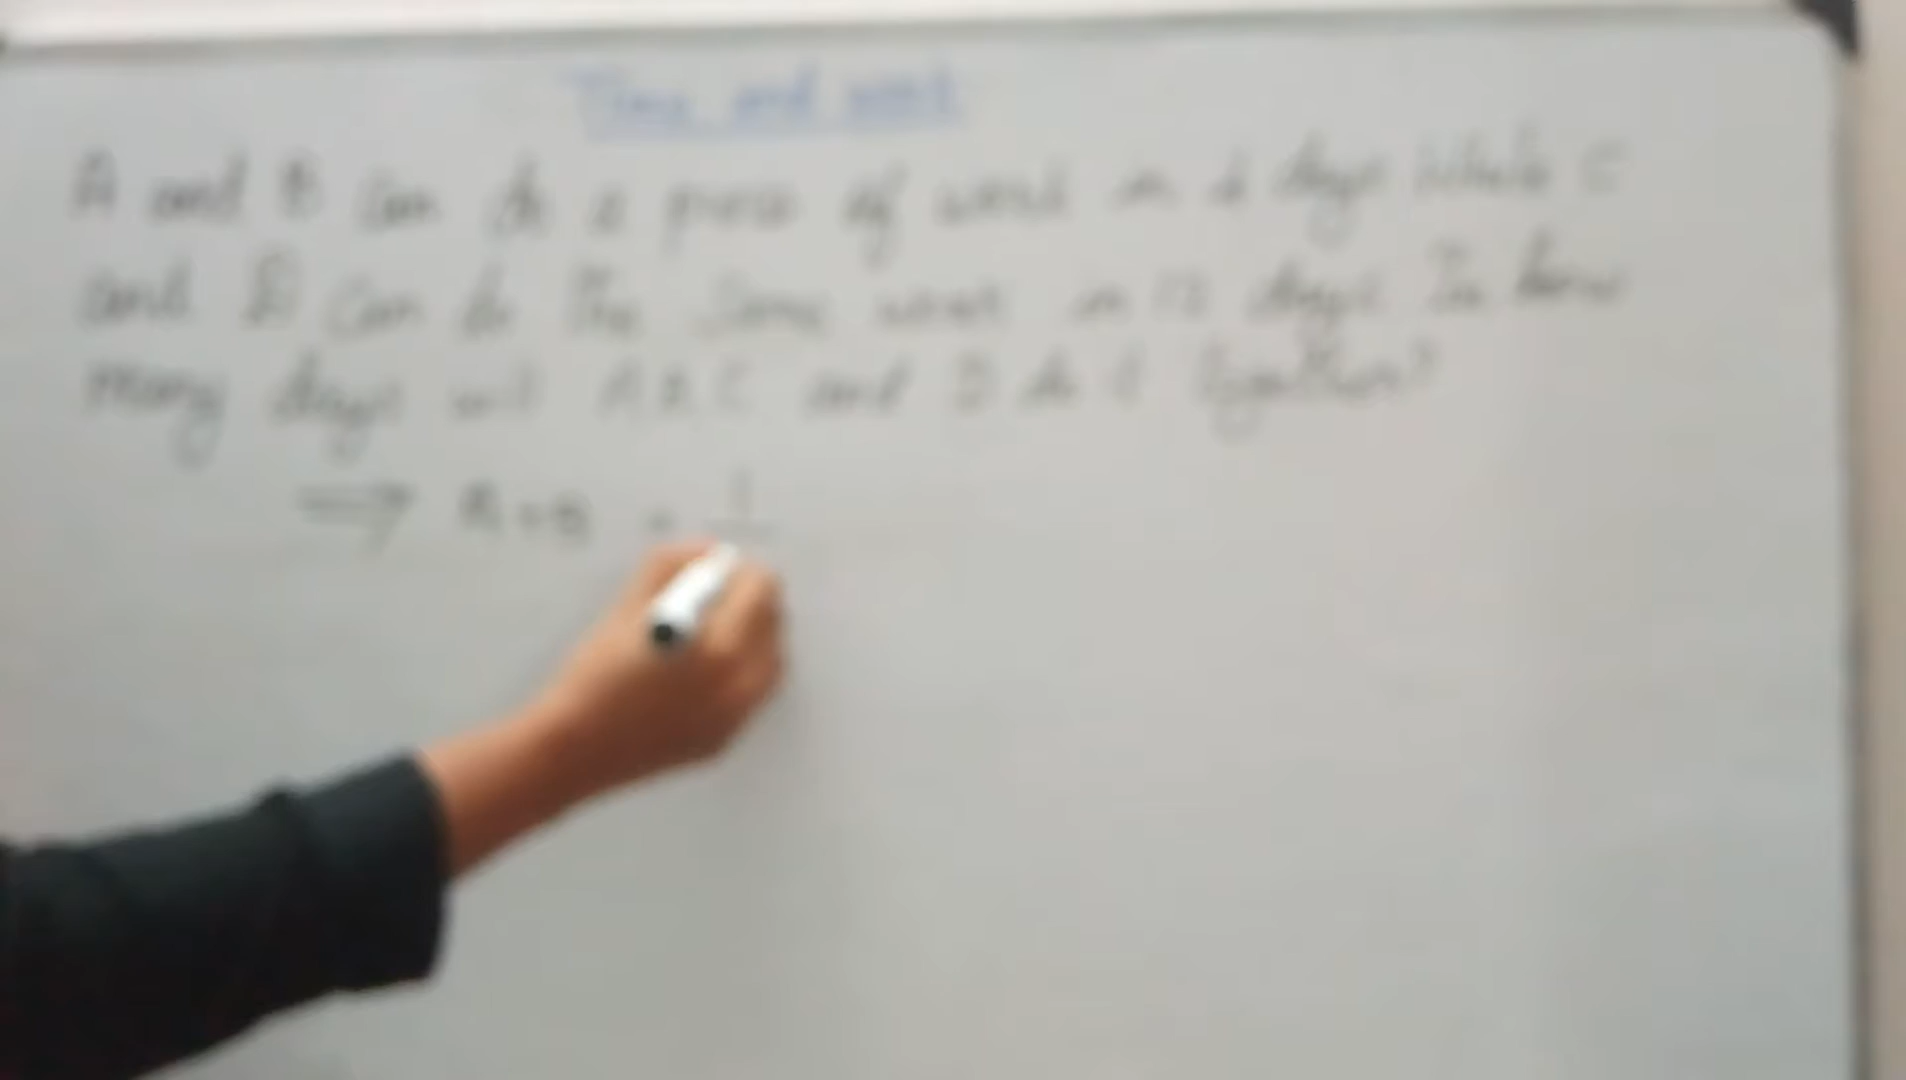 Time and work
A and B can do a piece of work in 6 days while C
and D can do the same work in 12 days. In how
many days will A B C and D do it together?
⟹ A+B = 1